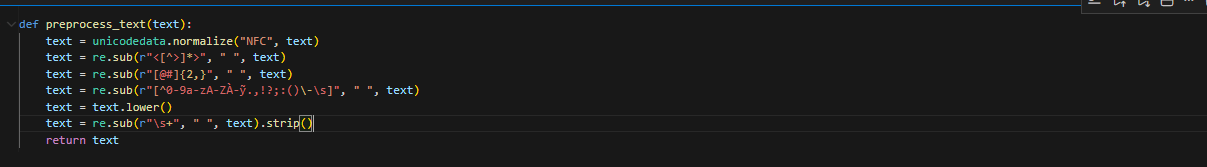 def preprocess_text(text):
    text = unicodedata.normalize("NFC", text)
    text = re.sub(r"<[^>]*>", " ", text)
    text = re.sub(r"[@#]{2,}", " ", text)
    text = re.sub(r"[^0-9a-zA-ZÀ-ỹ.,!?;:()\-\s]", " ", text)
    text = text.lower()
    text = re.sub(r"\s+", " ", text).strip()
    return text